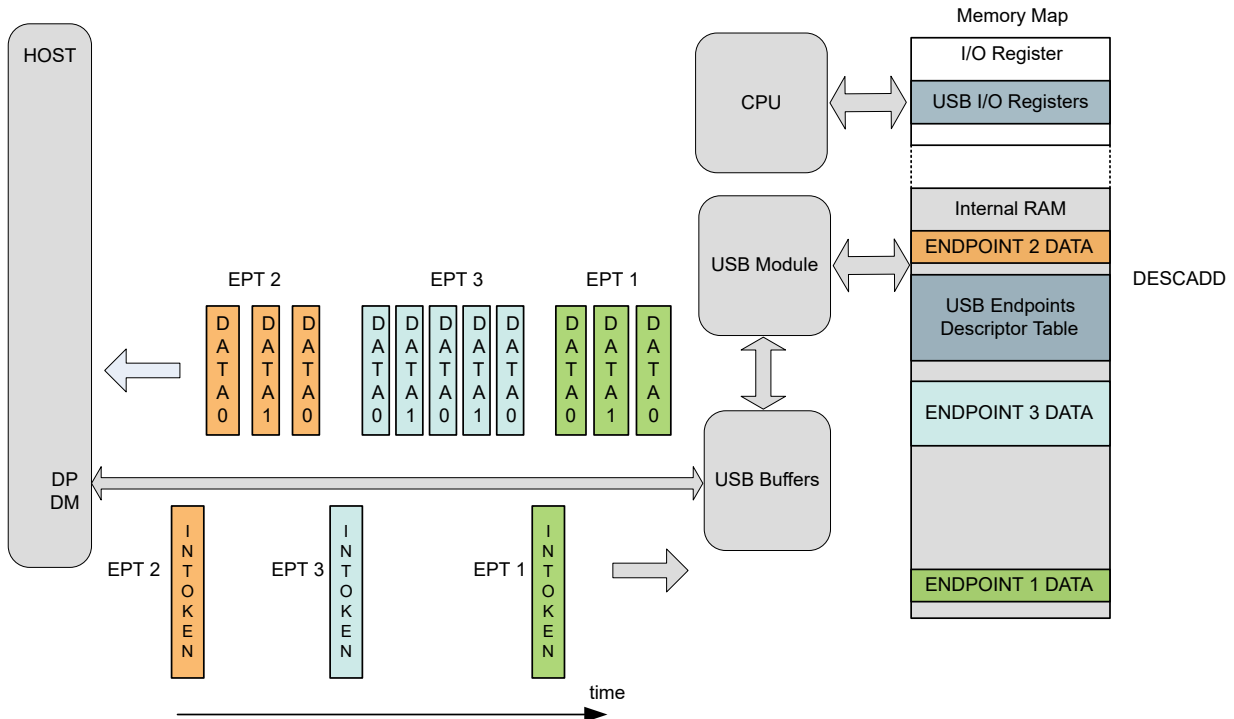 Memory Map
HOST
I/O Register
CPU
USB I/O Registers
Internal RAM
ENDPOINT 2 DATA
USB Module
DESCADD
USB Endpoints
Descriptor Table
EPT 2
EPT 3
EPT 1
DATA0
DATA1
DATA0
DATA0
DATA1
DATA0
DATA1
DATA0
DATA0
DATA1
DATA0
ENDPOINT 3 DATA
DP
DM
USB Buffers
EPT 2
INTOKEN
EPT 3
INTOKEN
EPT 1
INTOKEN
ENDPOINT 1 DATA
time